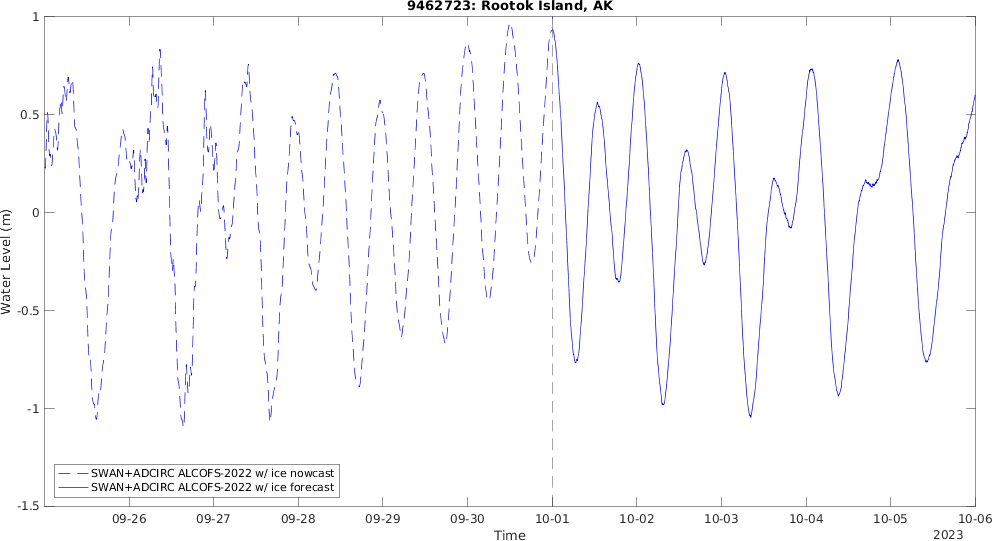 9462723: Rootok Island, AK
Water Level (m)
1
0.5
0
-0.5
-1
-1.5
SWAN+ADCIRC ALCOFS-2022 w/ ice nowcast
SWAN+ADCIRC ALCOFS-2022 w/ ice forecast
09-26 09-27 09-28 09-29 09-30 10-01 10-02 10-03 10-04 10-05 10-06
Time
2023